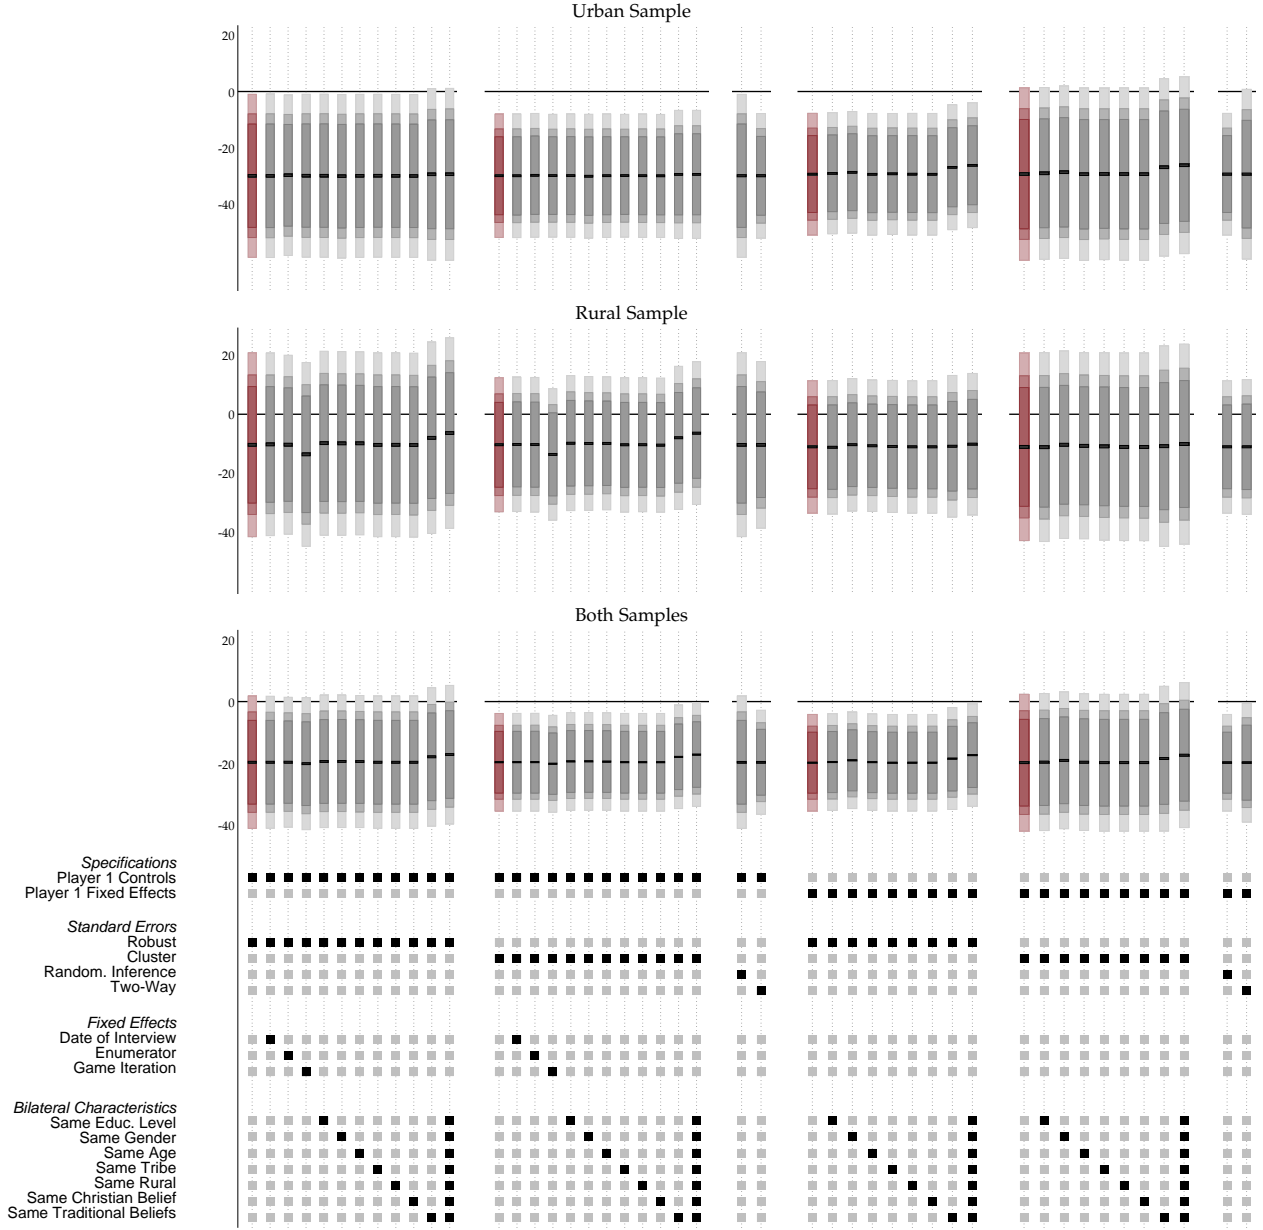 Urban Sample
20
0
-20
-40
Rural Sample
20
0
-20
-40
Both Samples
20
0
-20
-40
Specifications
Player 1 Controls
Player 1 Fixed Effects
Standard Errors
Robust
Cluster
Random. Inference
Two-Way
Fixed Effects
Date of Interview
Enumerator
Game Iteration
Bilateral Characteristics
Same Educ. Level
Same Gender
Same Age
Same Tribe
Same Rural
Same Christian Belief
Same Traditional Beliefs